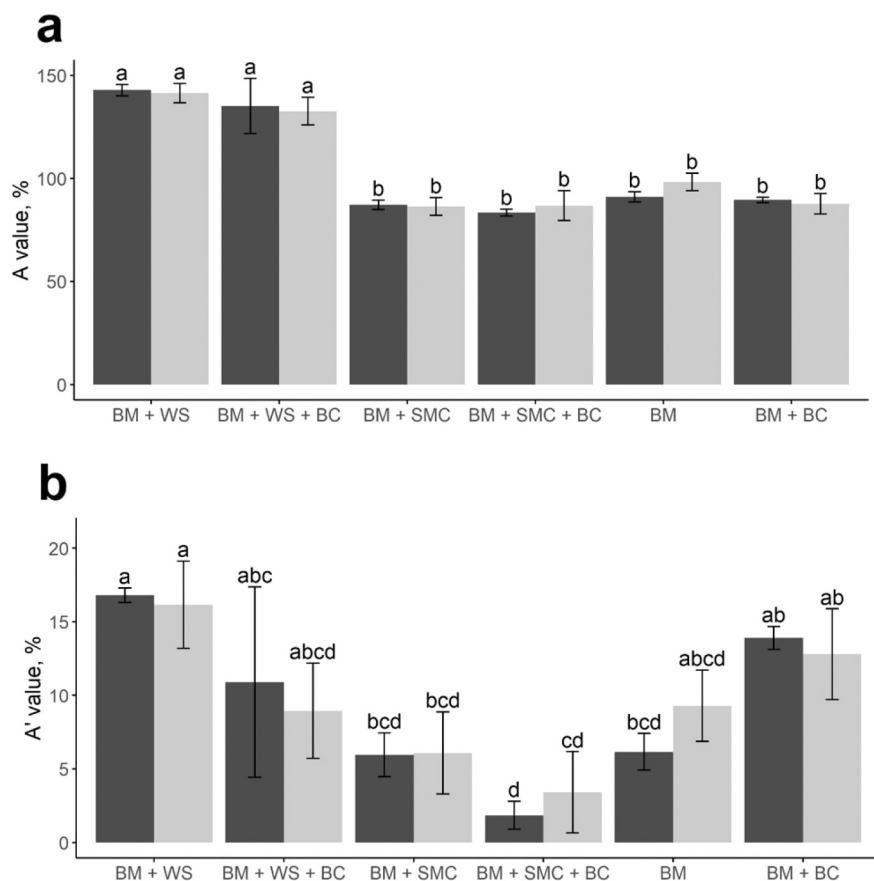 a
A value, %
150
100
50
0
a a a a b b b b b b b b
BM + WS BM + WS + BC BM + SMC BM + SMC + BC BM BM + BC
b
A' value, %
20
15
10
5
0
a a abc abcd bcd bcd d cd bcd abcd ab ab
BM + WS BM + WS + BC BM + SMC BM + SMC + BC BM BM + BC